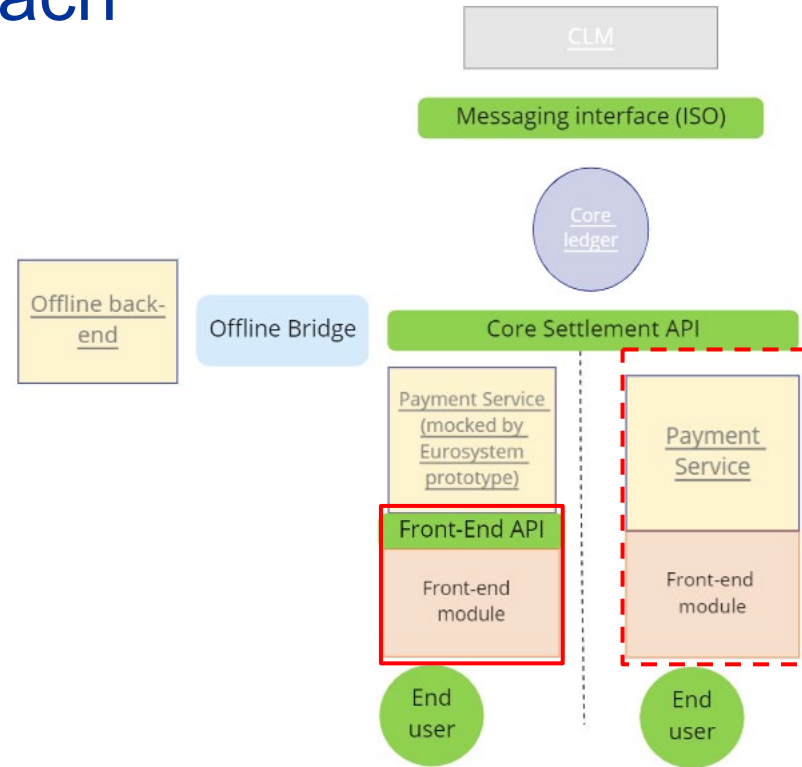 ach
CLM
Messaging interface (ISO)
Core
ledger
Offline back-
end
Offline Bridge
Core Settlement API
Payment Service
(mocked by
Eurosystem
prototype)
Payment
Service
Front-End API
Front-end
module
Front-end
module
End
user
End
user